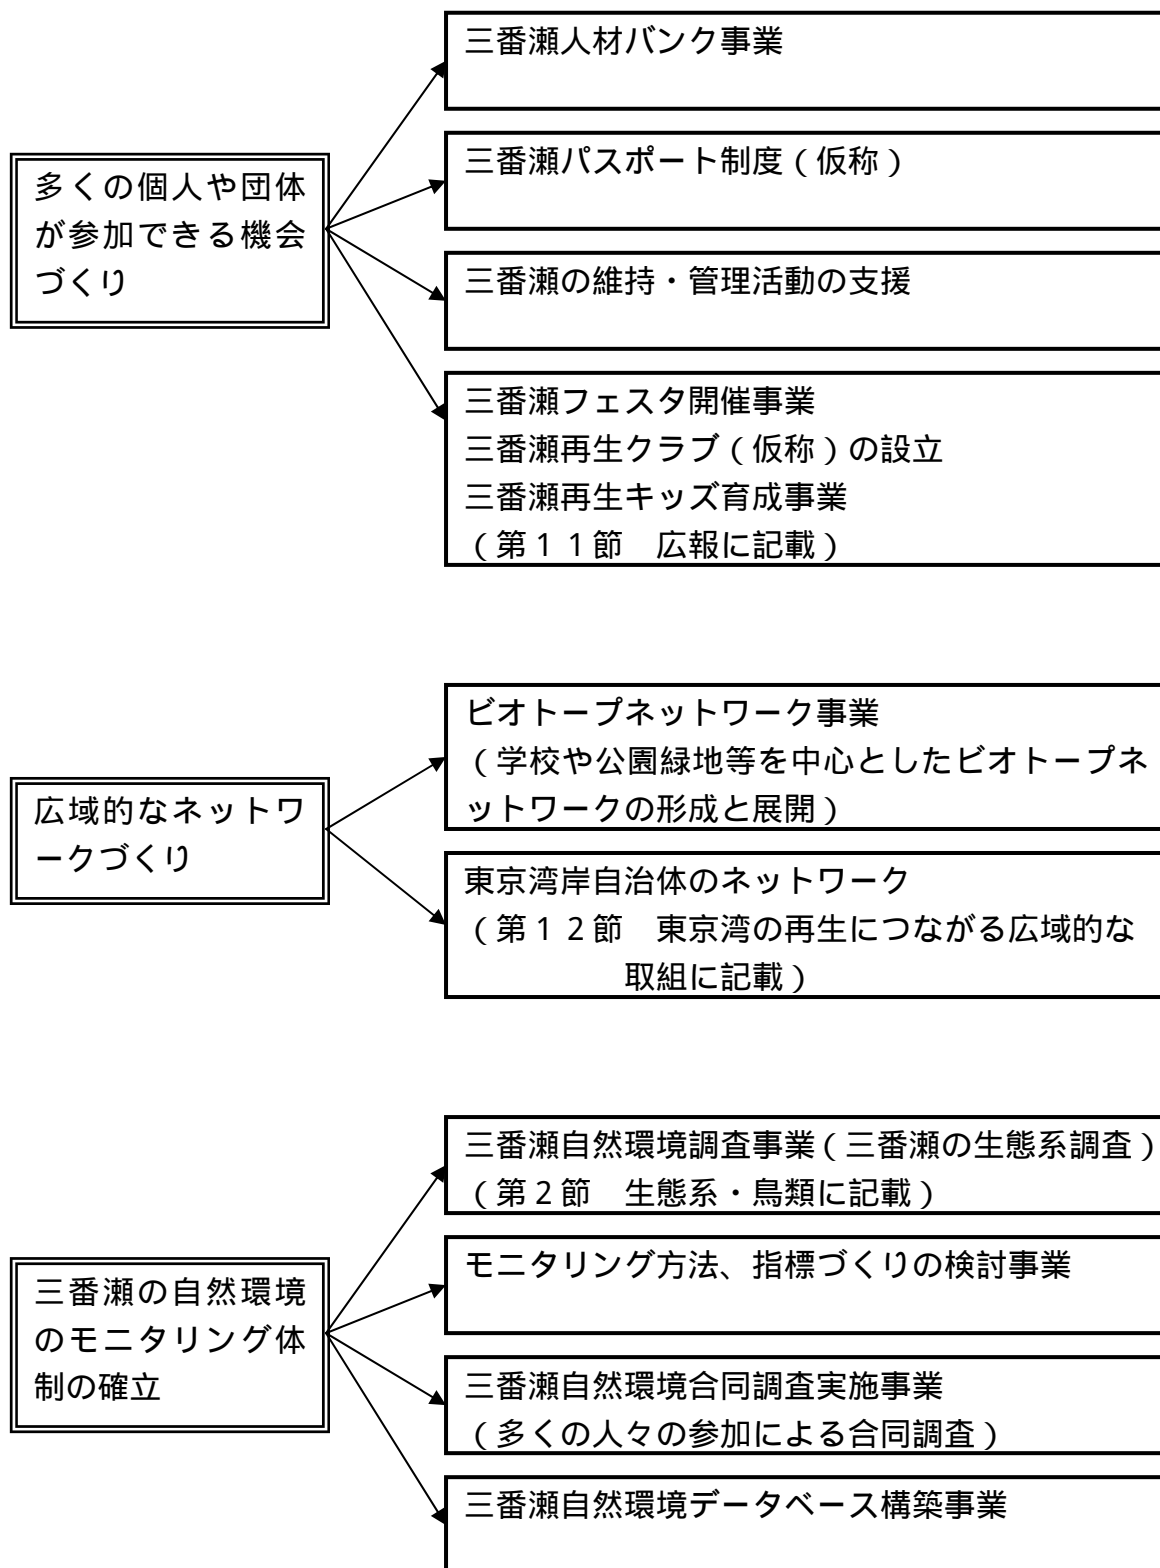 多くの個人や団体
が参加できる機会
づくり
三番瀬人材バンク事業
三番瀬パスポート制度（仮称）
三番瀬の維持・管理活動の支援
三番瀬フェスタ開催事業
三番瀬再生クラブ（仮称）の設立
三番瀬再生キッズ育成事業
（第１１節　広報に記載）
広域的なネットワ
ークづくり
ビオトープネットワーク事業
（学校や公園緑地等を中心としたビオトープネ
ットワークの形成と展開）
東京湾岸自治体のネットワーク
（第１２節　東京湾の再生につながる広域的な
取組に記載）
三番瀬の自然環境
のモニタリング体
制の確立
三番瀬自然環境調査事業（三番瀬の生態系調査）
（第２節　生態系・鳥類に記載）
モニタリング方法、指標づくりの検討事業
三番瀬自然環境合同調査実施事業
（多くの人々の参加による合同調査）
三番瀬自然環境データベース構築事業